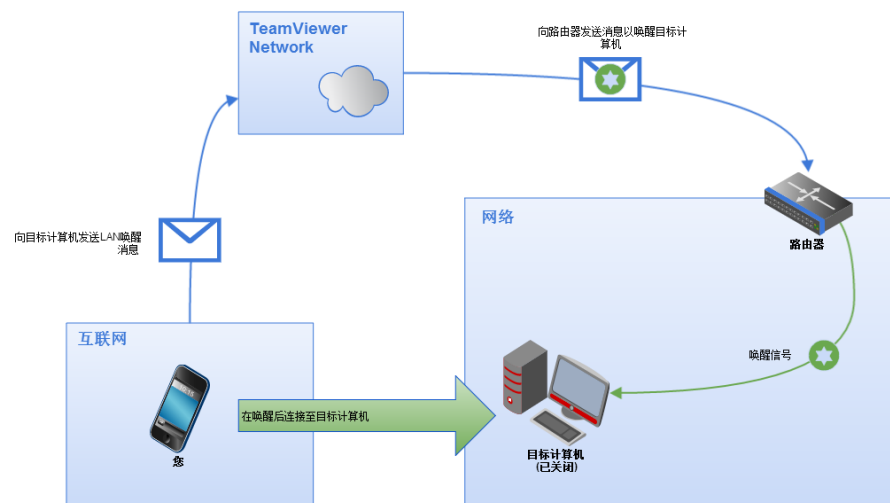 TeamViewer
Network
向路由器发送消息以唤醒目标计
算机
向目标计算机发送LAN唤醒
消息
网络
路由器
互联网
唤醒信号
在唤醒后连接至目标计算机
您
目标计算机
(已关闭)